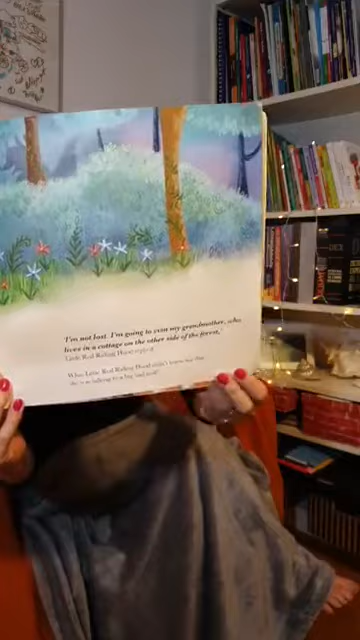 'I'm not lost. I'm going to visit my grandmother, who
lives in a cottage on the other side of the forest,'
Little Red Riding Hood replied.
What Little Red Riding Hood didn't know was that
she was talking to a big bad wolf!